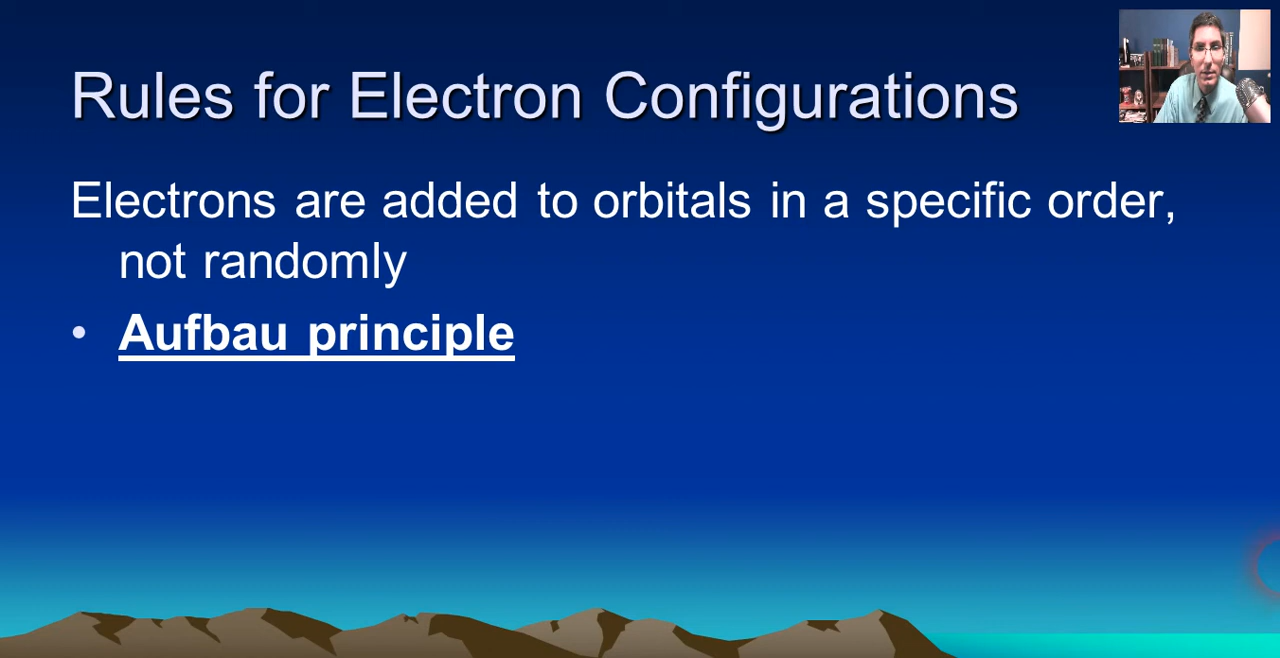 Rules for Electron Configurations
Electrons are added to orbitals in a specific order,
not randomly
• Aufbau principle